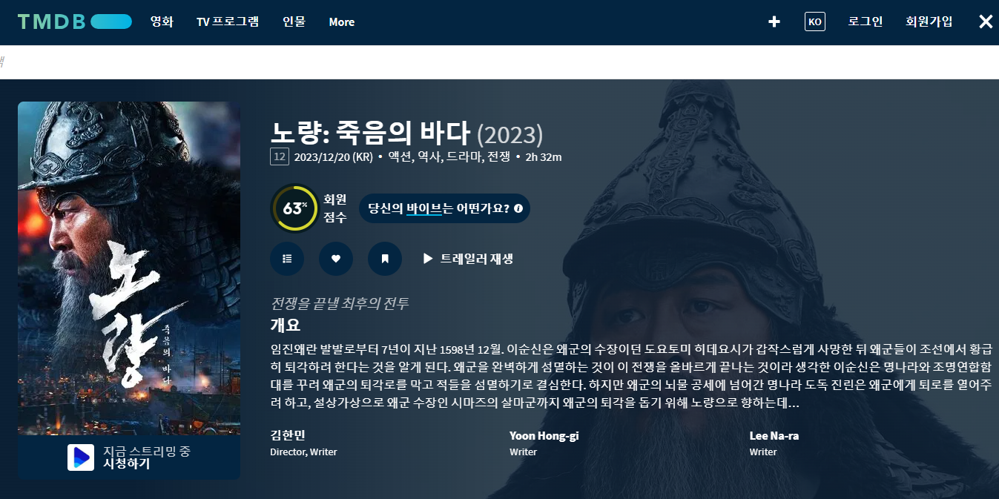 TMDB 영화 TV 프로그램 인물 More KO 로그인 회원가입
노량: 죽음의 바다 (2023)
12 2023/12/20 (KR) • 액션, 역사, 드라마, 전쟁 • 2h 32m
63% 회원
점수
당신의 바이브는 어떤가요?
트레일러 재생
전쟁을 끝낼 최후의 전투
개요
임진왜란 발발로부터 7년이 지난 1598년 12월. 이순신은 왜군의 수장이던 도요토미 히데요시가 갑작스럽게 사망한 뒤 왜군들이 조선에서 황급
히 퇴각하려 한다는 것을 알게 된다. 왜군을 완벽하게 섬멸하는 것이 이 전쟁을 올바르게 끝나는 것이라 생각한 이순신은 명나라와 조명연합함
대를 꾸려 왜군의 퇴각로를 막고 적들을 섬멸하기로 결심한다. 하지만 왜군의 뇌물 공세에 넘어간 명나라 도독 진린은 왜군에게 퇴로를 열어주
려 하고, 설상가상으로 왜군 수장인 시마즈의 살마군까지 왜군의 퇴각을 돕기 위해 노량으로 향하는데…
김한민
Director, Writer
Yoon Hong-gi
Writer
Lee Na-ra
Writer
노량
죽음의 바다
지금 스트리밍 중
시청하기